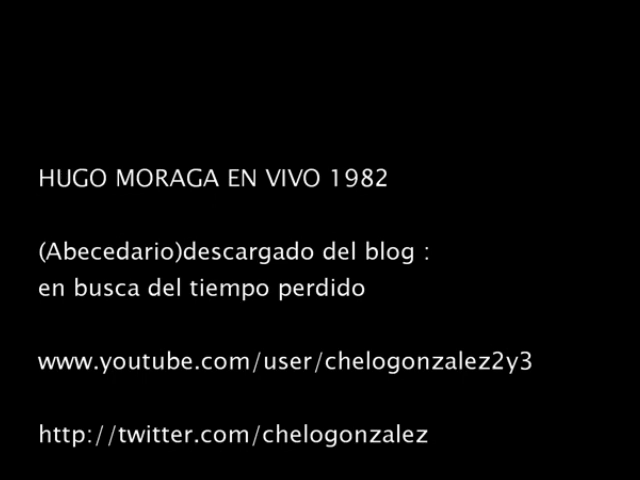 HUGO MORAGA EN VIVO 1982
(Abecedario)descargado del blog :
en busca del tiempo perdido
www.youtube.com/user/chelogonzalez2y3
http://twitter.com/chelogonzalez